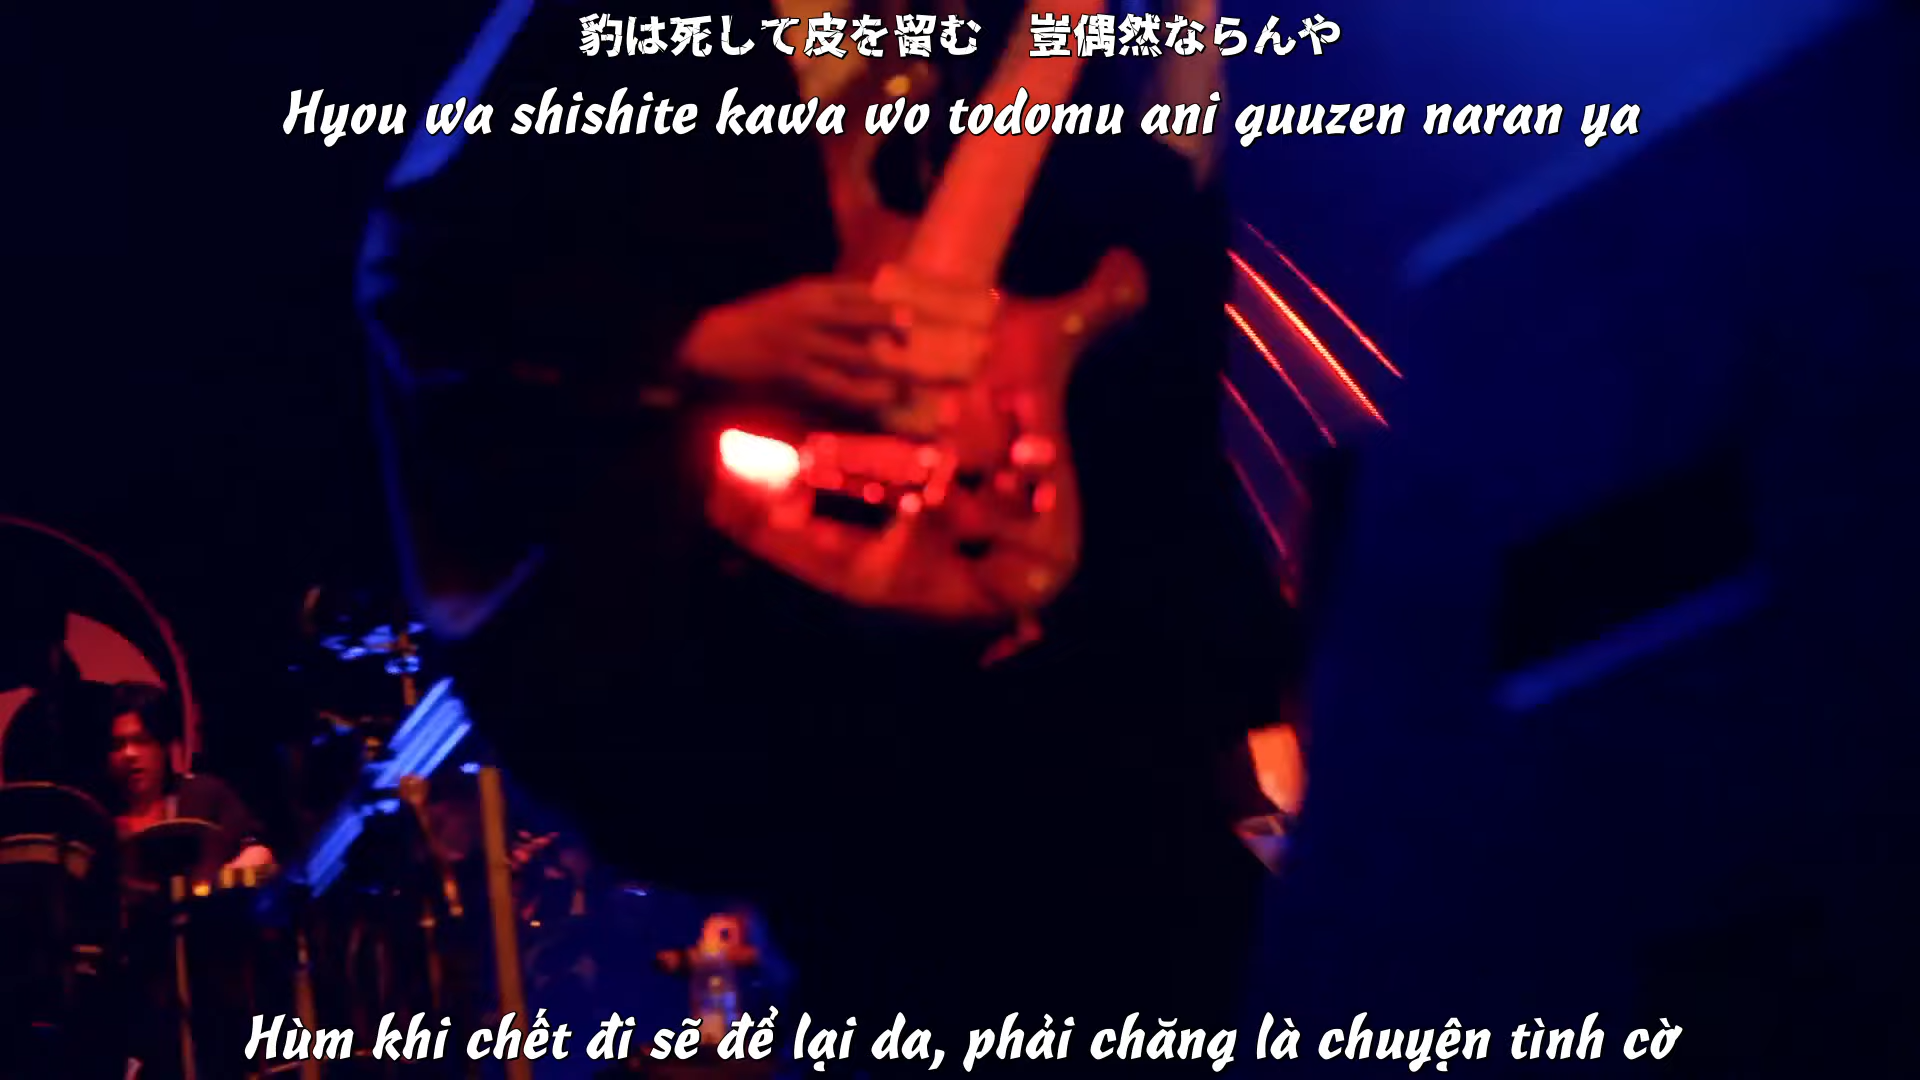 豹は死して皮を留む　豈偶然ならんや
Hyou wa shishite kawa wo todomu ani guuzen naran ya
Hùm khi chết đi sẽ để lại da, phải chăng là chuyện tình cờ